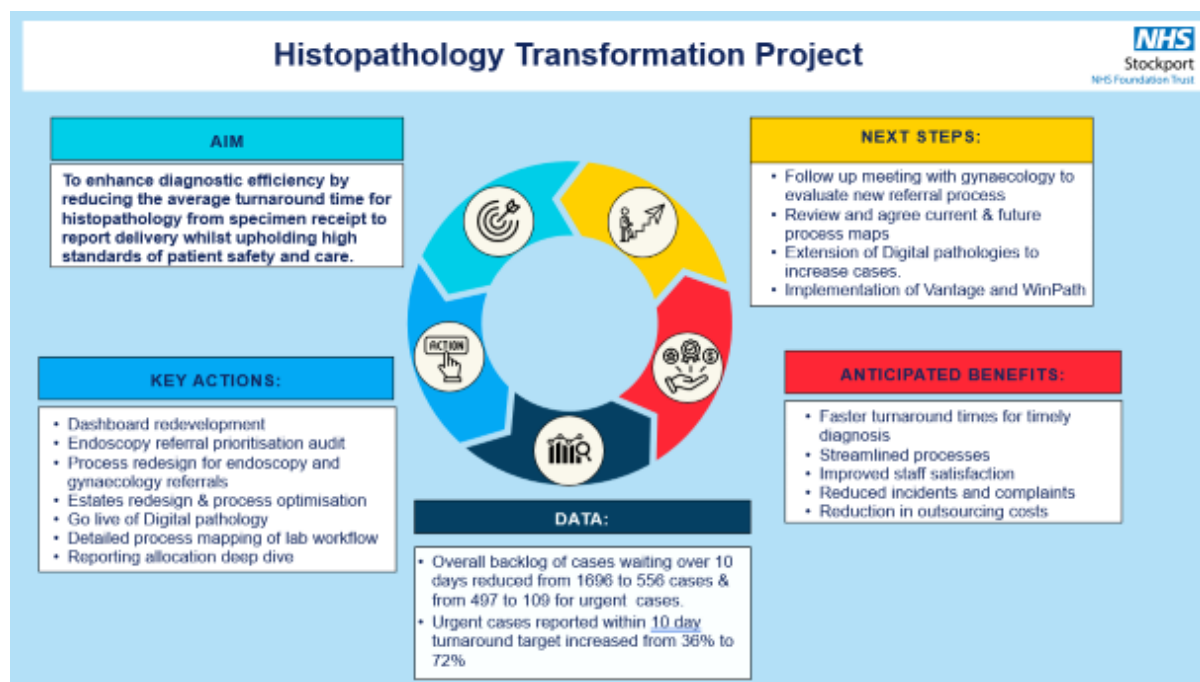 Histopathology Transformation Project
NHS
Stockport
NHS Foundation Trust
AIM
To enhance diagnostic efficiency by
reducing the average turnaround time for
histopathology from specimen receipt to
report delivery whilst upholding high
standards of patient safety and care.
KEY ACTIONS:
• Dashboard redevelopment
• Endoscopy referral prioritisation audit
• Process redesign for endoscopy and
gynaecology referrals
• Estates redesign & process optimisation
• Go live of Digital pathology
• Detailed process mapping of lab workflow
• Reporting allocation deep dive
ACTION
DATA:
• Overall backlog of cases waiting over 10
days reduced from 1696 to 556 cases &
from 497 to 109 for urgent cases.
• Urgent cases reported within 10 day
turnaround target increased from 36% to
72%
NEXT STEPS:
• Follow up meeting with gynaecology to
evaluate new referral process
• Review and agree current & future
process maps
• Extension of Digital pathologies to
increase cases.
• Implementation of Vantage and WinPath
ANTICIPATED BENEFITS:
• Faster turnaround times for timely
diagnosis
• Streamlined processes
• Improved staff satisfaction
• Reduced incidents and complaints
• Reduction in outsourcing costs